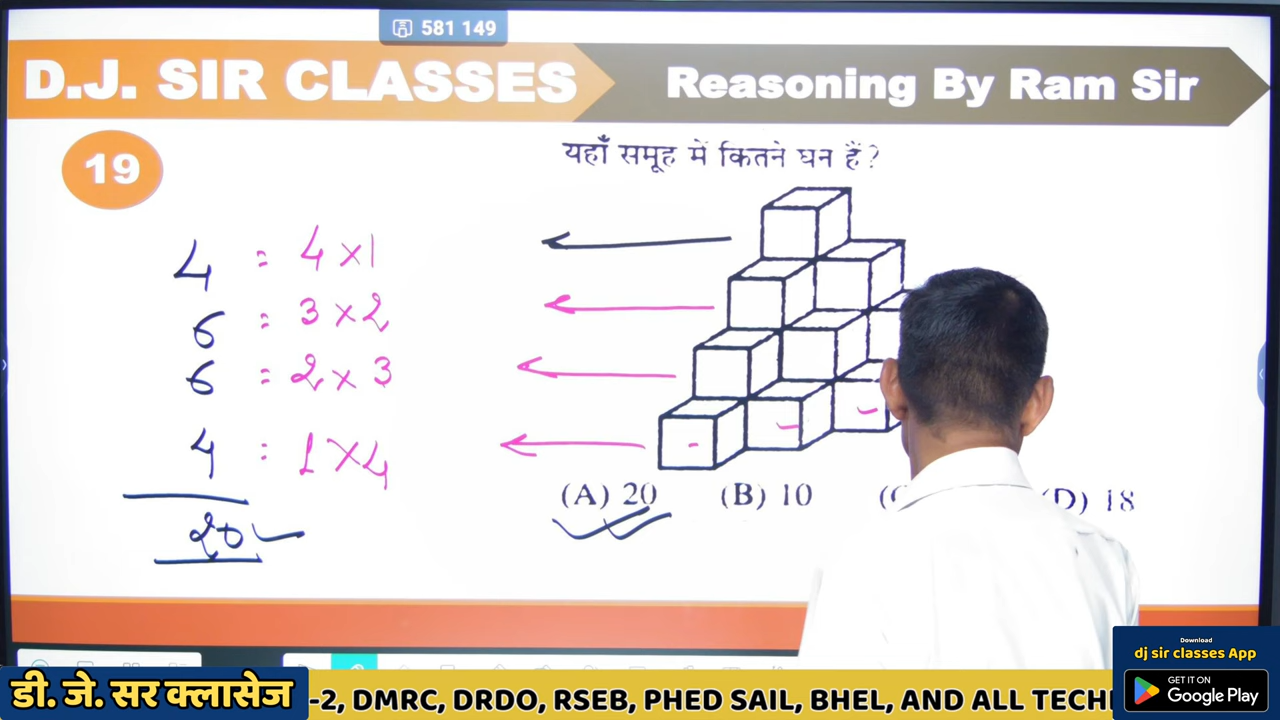 581 149
D.J. SIR CLASSES
Reasoning By Ram Sir
19
यहाँ समूह में कितने घन हैं?
4 = 4 × 1
6 = 3 × 2
6 = 2 × 3
4 = 1 × 4
20
(A) 20 (B) 10 (D) 18
Download
dj sir classes App
GET IT ON
Google Play
डी. जे. सर क्लासेज
-2, DMRC, DRDO, RSEB, PHED SAIL, BHEL, AND ALL TECH